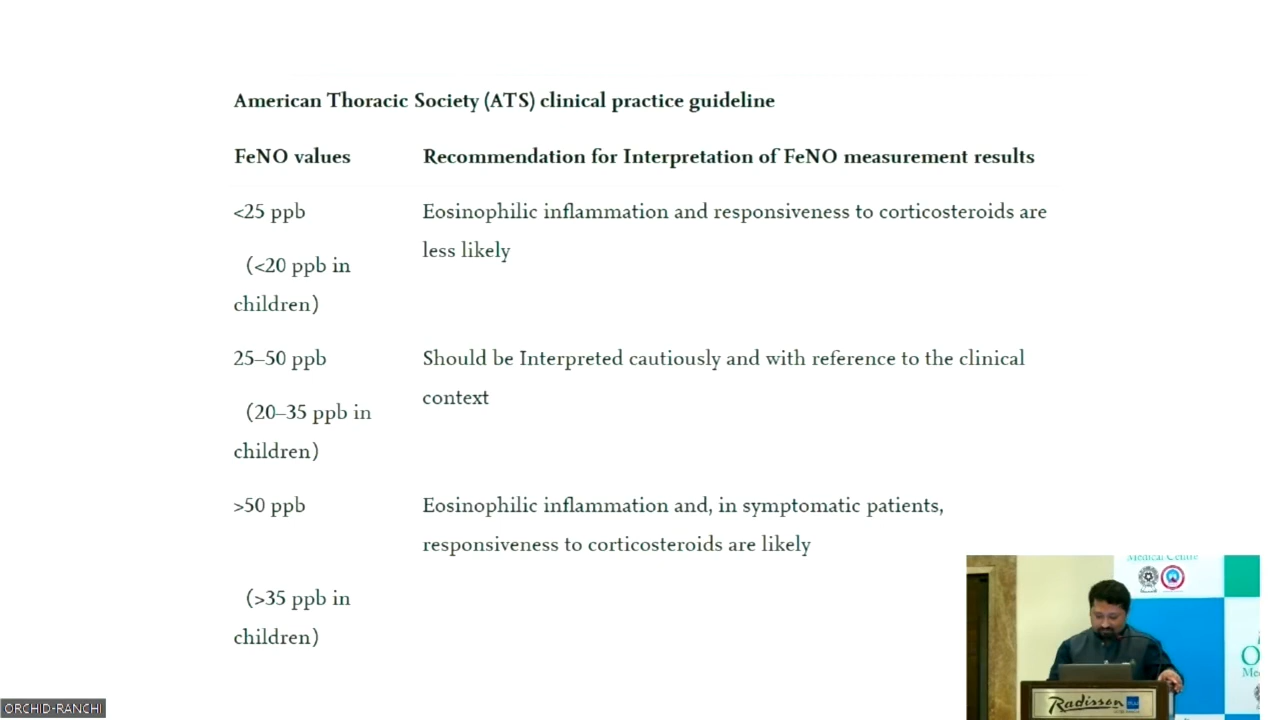 American Thoracic Society (ATS) clinical practice guideline
FeNO values
Recommendation for Interpretation of FeNO measurement results
<25 ppb
(<20 ppb in
children)
Eosinophilic inflammation and responsiveness to corticosteroids are
less likely
25–50 ppb
(20–35 ppb in
children)
Should be Interpreted cautiously and with reference to the clinical
context
>50 ppb
(>35 ppb in
children)
Eosinophilic inflammation and, in symptomatic patients,
responsiveness to corticosteroids are likely
Medical Centre
Radisson
ORCHID-RANCHI